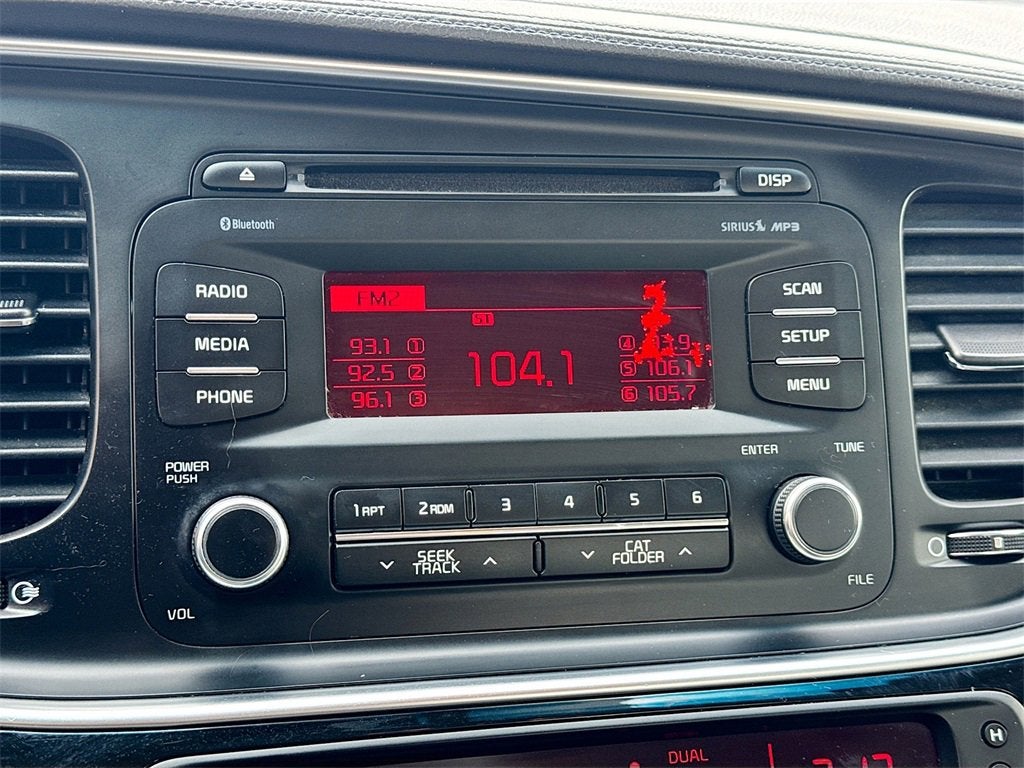 DISP
Bluetooth
SIRIUS MP3
RADIO
MEDIA
PHONE
FM2
ST
93.1 1
92.5 2
96.1 3
104.1
4
5 106.1
6 105.7
SCAN
SETUP
MENU
POWER
PUSH
VOL
ENTER
TUNE
FILE
1 RPT
2 RDM
3
4
5
6
SEEK
TRACK
CAT
FOLDER
DUAL
H